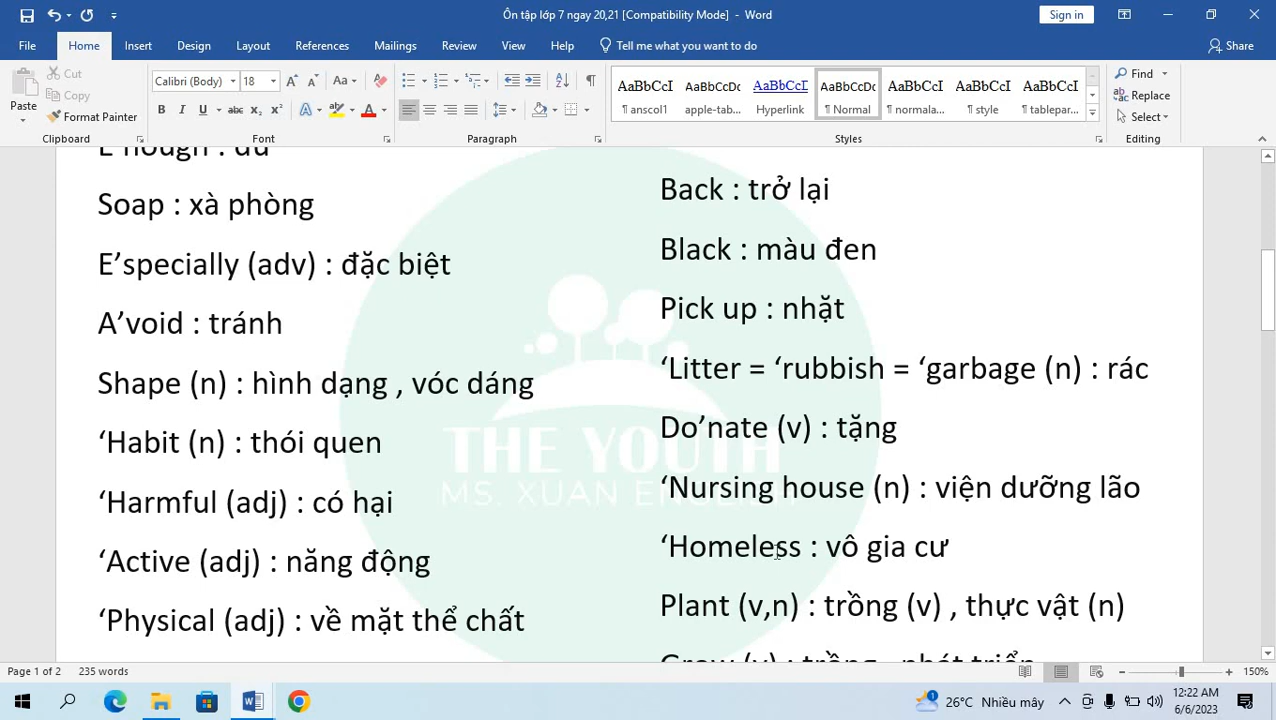 Ôn tập lớp 7 ngay 20,21 [Compatibility Mode] - Word
Sign in
File
Home
Insert
Design
Layout
References
Mailings
Review
View
Help
Tell me what you want to do
Share
Paste
Cut
Copy
Format Painter
Clipboard
Calibri (Body)
18
Font
Paragraph
AaBbCcI
¶ anscol1
AaBbCcDc
apple-tab...
AaBbCcI
Hyperlink
AaBbCcDc
¶ Normal
AaBbCcI
¶ normala...
AaBbCcI
¶ style
AaBbCcI
¶ tablepar...
Styles
Find
Replace
Select
Editing
E’nough : đủ
Soap : xà phòng
E’specially (adv) : đặc biệt
A’void : tránh
Shape (n) : hình dạng , vóc dáng
‘Habit (n) : thói quen
‘Harmful (adj) : có hại
‘Active (adj) : năng động
‘Physical (adj) : về mặt thể chất
Back : trở lại
Black : màu đen
Pick up : nhặt
‘Litter = ‘rubbish = ‘garbage (n) : rác
Do’nate (v) : tặng
‘Nursing house (n) : viện dưỡng lão
‘Homeless : vô gia cư
Plant (v,n) : trồng (v) , thực vật (n)
Grow (v) : trồng , phát triển
THE YOUTH
MS. XUAN ENGLISH
Page 1 of 2
235 words
150%
26°C Nhiều mây
12:22 AM
6/6/2023